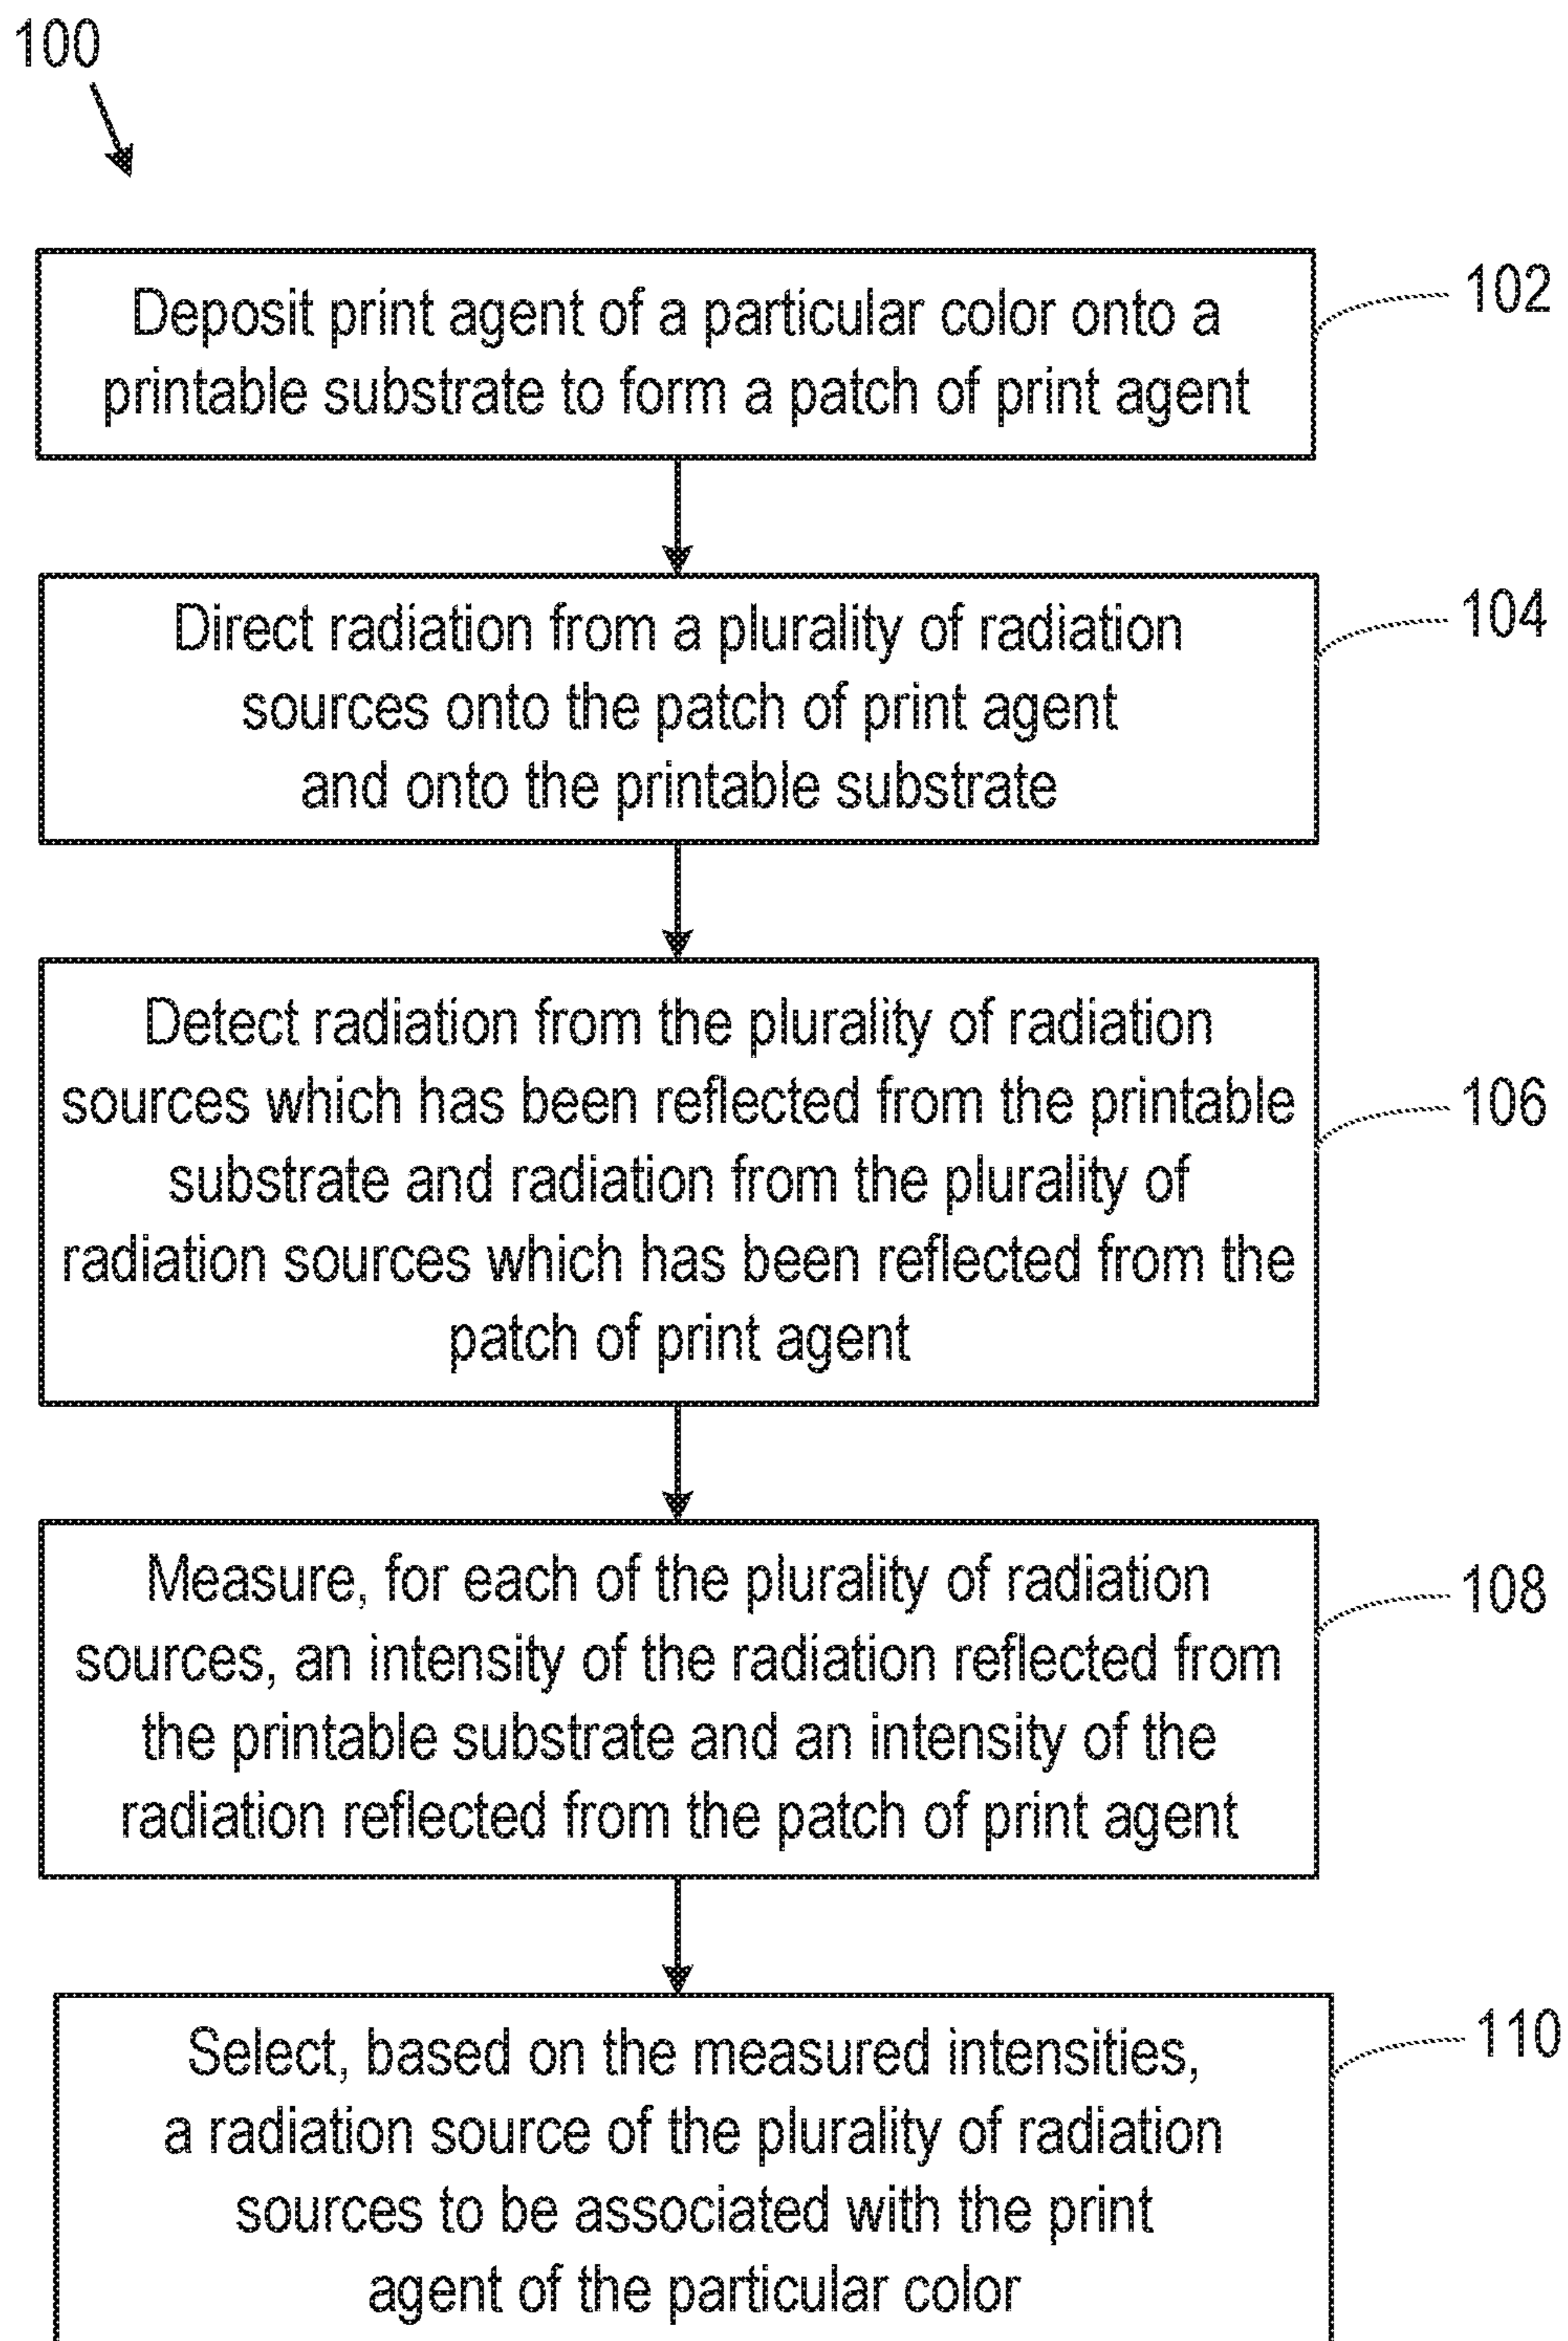 100
Deposit print agent of a particular color onto a
printable substrate to form a patch of print agent
102
Direct radiation from a plurality of radiation
sources onto the patch of print agent
and onto the printable substrate
104
Detect radiation from the plurality of radiation
sources which has been reflected from the printable
substrate and radiation from the plurality of
radiation sources which has been reflected from the
patch of print agent
106
Measure, for each of the plurality of radiation
sources, an intensity of the radiation reflected from
the printable substrate and an intensity of the
radiation reflected from the patch of print agent
108
Select, based on the measured intensities,
a radiation source of the plurality of radiation
sources to be associated with the print
agent of the particular color
110